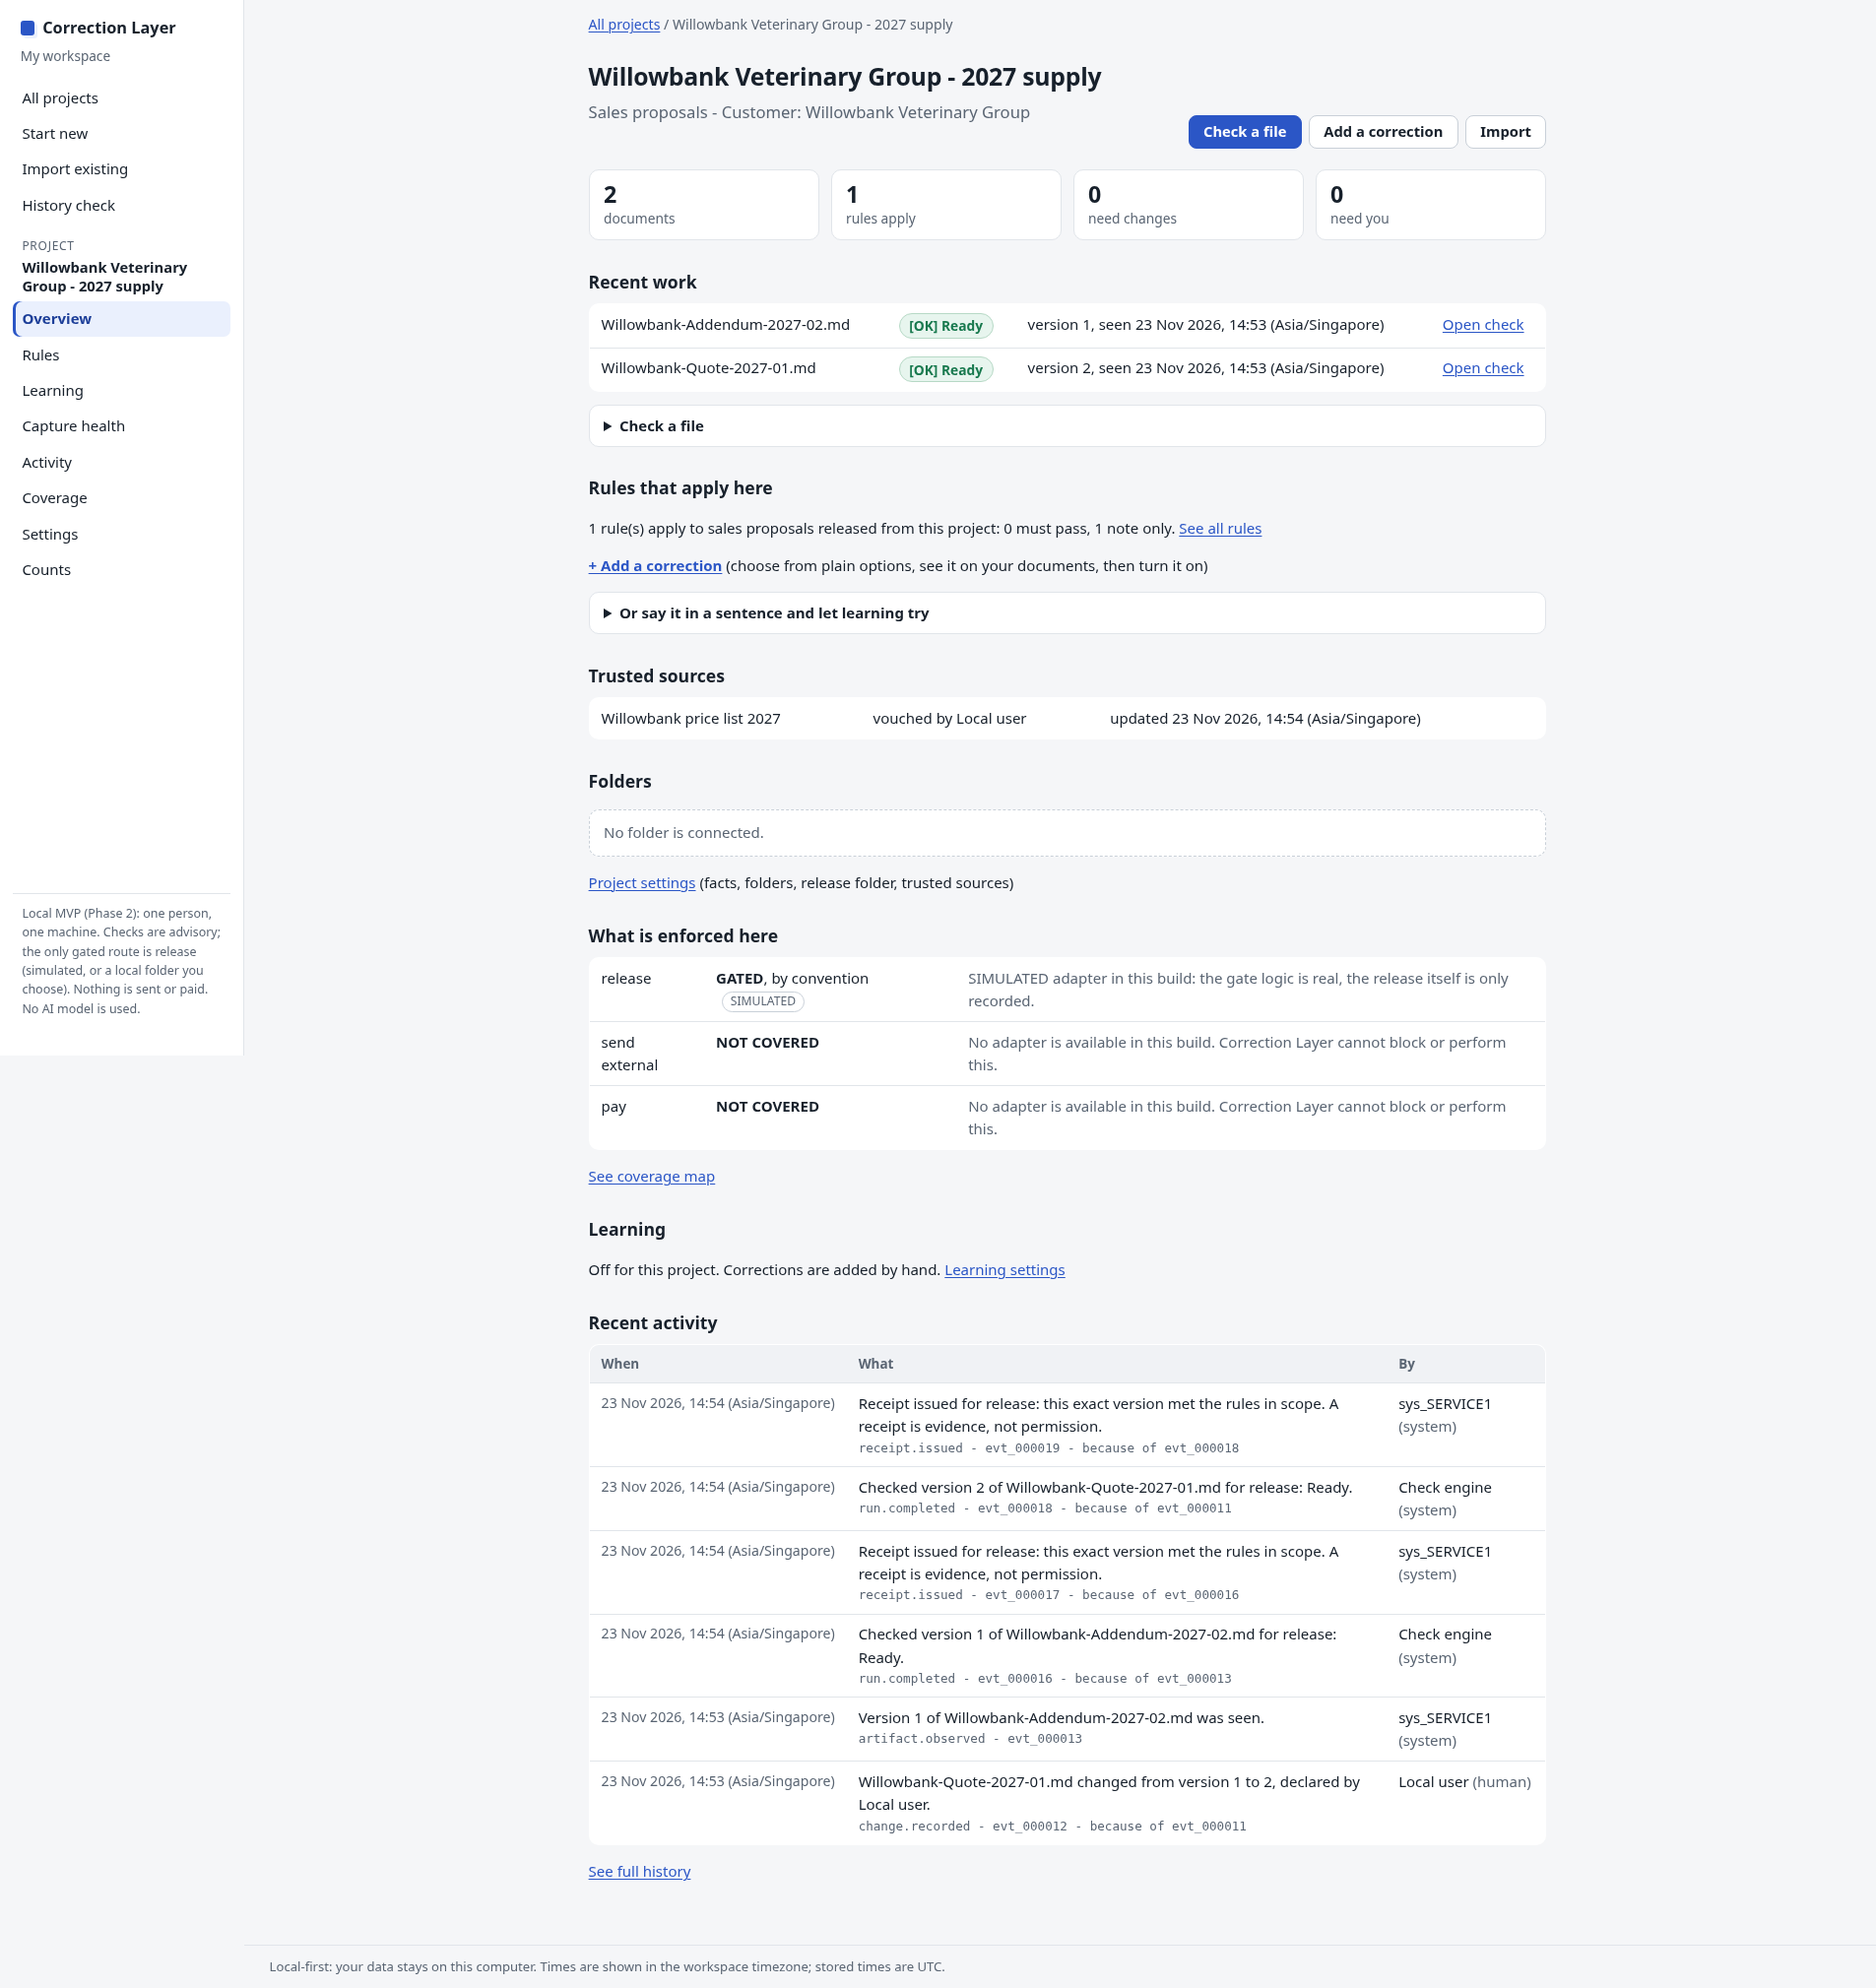 Correction Layer
My workspace
All projects
Start new
Import existing
History check
PROJECT
Willowbank Veterinary
Group - 2027 supply
Overview
Rules
Learning
Capture health
Activity
Coverage
Settings
Counts
Local MVP (Phase 2): one person,
one machine. Checks are advisory;
the only gated route is release
(simulated, or a local folder you
choose). Nothing is sent or paid.
No AI model is used.
All projects / Willowbank Veterinary Group - 2027 supply
Willowbank Veterinary Group - 2027 supply
Sales proposals - Customer: Willowbank Veterinary Group
Check a file Add a correction Import
2 1 0 0
documents rules apply need changes need you
Recent work
Willowbank-Addendum-2027-02.md [OK] Ready version 1, seen 23 Nov 2026, 14:53 (Asia/Singapore) Open check
Willowbank-Quote-2027-01.md [OK] Ready version 2, seen 23 Nov 2026, 14:53 (Asia/Singapore) Open check
▶ Check a file
Rules that apply here
1 rule(s) apply to sales proposals released from this project: 0 must pass, 1 note only. See all rules
+ Add a correction (choose from plain options, see it on your documents, then turn it on)
▶ Or say it in a sentence and let learning try
Trusted sources
Willowbank price list 2027 vouched by Local user updated 23 Nov 2026, 14:54 (Asia/Singapore)
Folders
No folder is connected.
Project settings (facts, folders, release folder, trusted sources)
What is enforced here
release GATED, by convention SIMULATED adapter in this build: the gate logic is real, the release itself is only
SIMULATED recorded.
send NOT COVERED No adapter is available in this build. Correction Layer cannot block or perform
external this.
pay NOT COVERED No adapter is available in this build. Correction Layer cannot block or perform
this.
See coverage map
Learning
Off for this project. Corrections are added by hand. Learning settings
Recent activity
When What By
23 Nov 2026, 14:54 (Asia/Singapore) Receipt issued for release: this exact version met the rules in scope. A sys_SERVICE1
receipt is evidence, not permission. (system)
receipt.issued - evt_000019 - because of evt_000018
23 Nov 2026, 14:54 (Asia/Singapore) Checked version 2 of Willowbank-Quote-2027-01.md for release: Ready. Check engine
run.completed - evt_000018 - because of evt_000011 (system)
23 Nov 2026, 14:54 (Asia/Singapore) Receipt issued for release: this exact version met the rules in scope. A sys_SERVICE1
receipt is evidence, not permission. (system)
receipt.issued - evt_000017 - because of evt_000016
23 Nov 2026, 14:54 (Asia/Singapore) Checked version 1 of Willowbank-Addendum-2027-02.md for release: Check engine
Ready. (system)
run.completed - evt_000016 - because of evt_000013
23 Nov 2026, 14:53 (Asia/Singapore) Version 1 of Willowbank-Addendum-2027-02.md was seen. sys_SERVICE1
artifact.observed - evt_000013 (system)
23 Nov 2026, 14:53 (Asia/Singapore) Willowbank-Quote-2027-01.md changed from version 1 to 2, declared by Local user (human)
Local user.
change.recorded - evt_000012 - because of evt_000011
See full history
Local-first: your data stays on this computer. Times are shown in the workspace timezone; stored times are UTC.